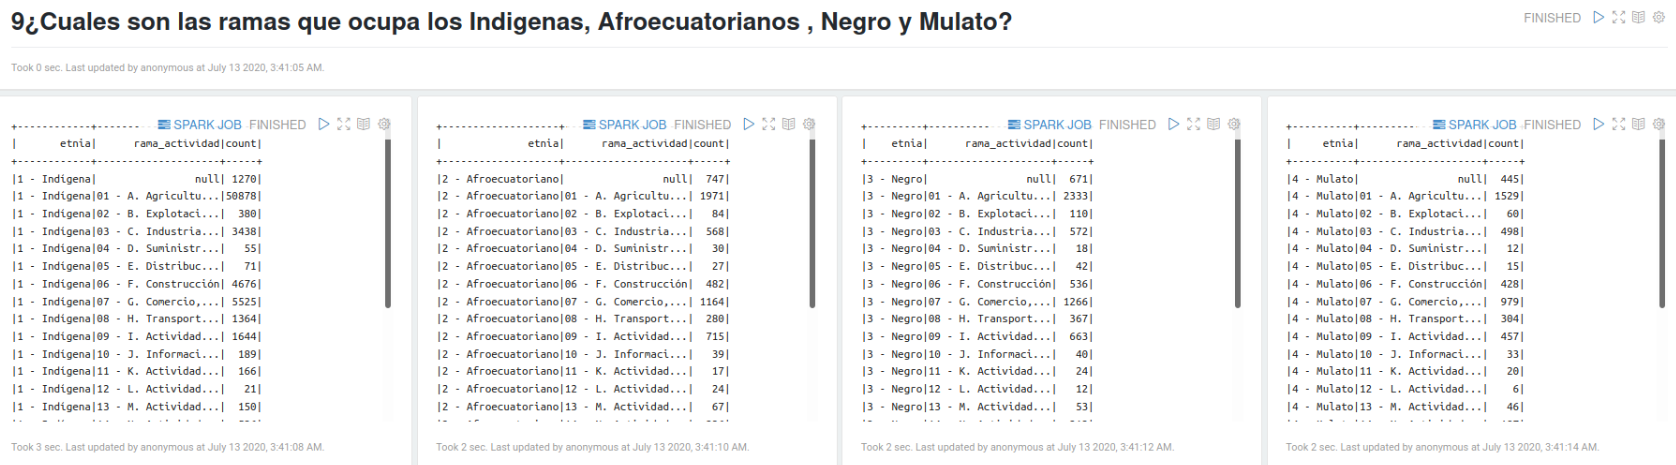 9¿Cuales son las ramas que ocupa los Indigenas, Afroecuatorianos , Negro y Mulato?
FINISHED
Took 0 sec. Last updated by anonymous at July 13 2020, 3:41:05 AM.
SPARK JOB FINISHED
+------------+-------
| etnia| rama_actividad|count|
+------------+--------------------+-----+
|1 - Indigena| null| 1270|
|1 - Indigena|01 - A. Agricultu...|50878|
|1 - Indigena|02 - B. Explotaci...| 380|
|1 - Indigena|03 - C. Industria...| 3438|
|1 - Indigena|04 - D. Suministr...| 55|
|1 - Indigena|05 - E. Distribuc...| 71|
|1 - Indigena|06 - F. Construcción| 4676|
|1 - Indigena|07 - G. Comercio,...| 5525|
|1 - Indigena|08 - H. Transport...| 1364|
|1 - Indigena|09 - I. Actividad...| 1644|
|1 - Indigena|10 - J. Informaci...| 189|
|1 - Indigena|11 - K. Actividad...| 166|
|1 - Indigena|12 - L. Actividad...| 21|
|1 - Indigena|13 - M. Actividad...| 150|
Took 3 sec. Last updated by anonymous at July 13 2020, 3:41:08 AM.
SPARK JOB FINISHED
| etnia| rama_actividad|count|
+--------------------+--------------------+-----+
|2 - Afroecuatoriano| null| 747|
|2 - Afroecuatoriano|01 - A. Agricultu...| 1971|
|2 - Afroecuatoriano|02 - B. Explotaci...| 84|
|2 - Afroecuatoriano|03 - C. Industria...| 568|
|2 - Afroecuatoriano|04 - D. Suministr...| 30|
|2 - Afroecuatoriano|05 - E. Distribuc...| 27|
|2 - Afroecuatoriano|06 - F. Construcción| 482|
|2 - Afroecuatoriano|07 - G. Comercio,...| 1164|
|2 - Afroecuatoriano|08 - H. Transport...| 280|
|2 - Afroecuatoriano|09 - I. Actividad...| 715|
|2 - Afroecuatoriano|10 - J. Informaci...| 39|
|2 - Afroecuatoriano|11 - K. Actividad...| 17|
|2 - Afroecuatoriano|12 - L. Actividad...| 24|
|2 - Afroecuatoriano|13 - M. Actividad...| 67|
Took 2 sec. Last updated by anonymous at July 13 2020, 3:41:10 AM.
SPARK JOB FINISHED
| etnia| rama_actividad|count|
+---------+--------------------+-----+
|3 - Negro| null| 671|
|3 - Negro|01 - A. Agricultu...| 2333|
|3 - Negro|02 - B. Explotaci...| 110|
|3 - Negro|03 - C. Industria...| 572|
|3 - Negro|04 - D. Suministr...| 18|
|3 - Negro|05 - E. Distribuc...| 42|
|3 - Negro|06 - F. Construcción| 536|
|3 - Negro|07 - G. Comercio,...| 1266|
|3 - Negro|08 - H. Transport...| 367|
|3 - Negro|09 - I. Actividad...| 663|
|3 - Negro|10 - J. Informaci...| 40|
|3 - Negro|11 - K. Actividad...| 24|
|3 - Negro|12 - L. Actividad...| 12|
|3 - Negro|13 - M. Actividad...| 53|
Took 2 sec. Last updated by anonymous at July 13 2020, 3:41:12 AM.
SPARK JOB FINISHED
| etnia| rama_actividad|count|
+----------+--------------------+-----+
|4 - Mulato| null| 445|
|4 - Mulato|01 - A. Agricultu...| 1529|
|4 - Mulato|02 - B. Explotaci...| 60|
|4 - Mulato|03 - C. Industria...| 498|
|4 - Mulato|04 - D. Suministr...| 12|
|4 - Mulato|05 - E. Distribuc...| 15|
|4 - Mulato|06 - F. Construcción| 428|
|4 - Mulato|07 - G. Comercio,...| 979|
|4 - Mulato|08 - H. Transport...| 304|
|4 - Mulato|09 - I. Actividad...| 457|
|4 - Mulato|10 - J. Informaci...| 33|
|4 - Mulato|11 - K. Actividad...| 20|
|4 - Mulato|12 - L. Actividad...| 6|
|4 - Mulato|13 - M. Actividad...| 46|
Took 2 sec. Last updated by anonymous at July 13 2020, 3:41:14 AM.